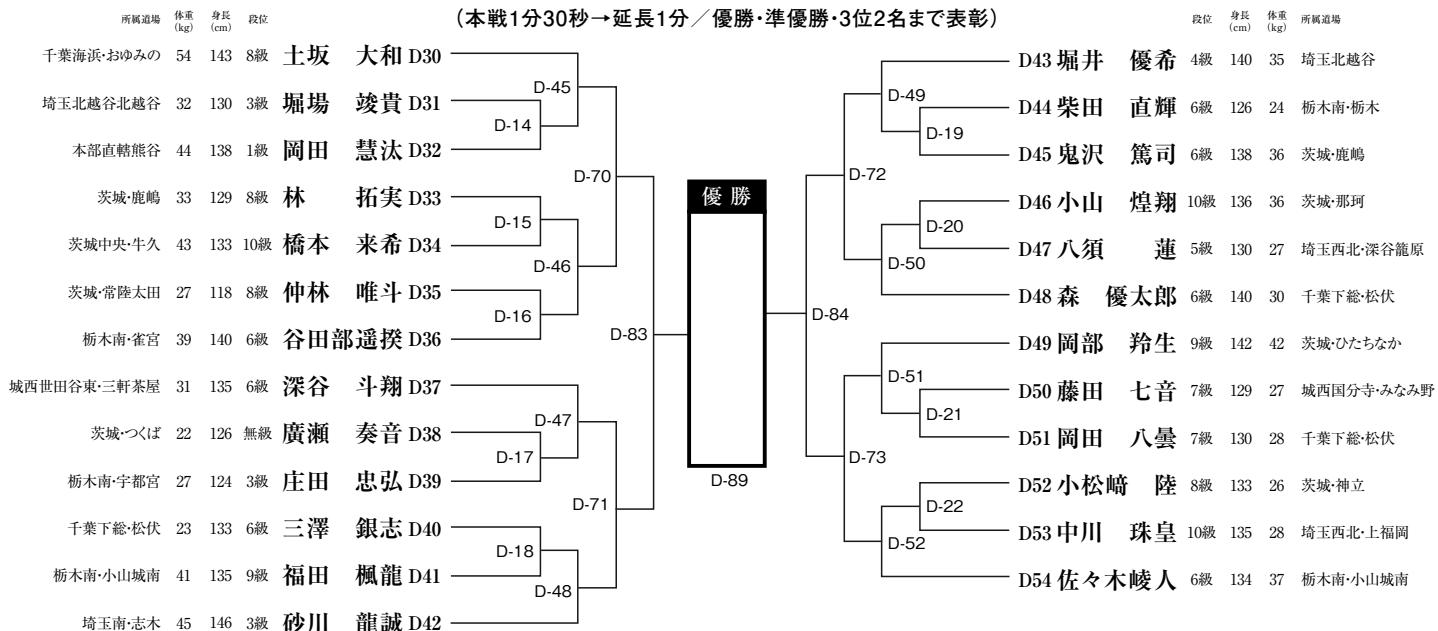 (本戦1分30秒→延長1分/優勝・準優勝・3位2名まで表彰)
所属道場 体重(kg) 身長(cm) 段位
千葉海浜・おゆみの 54 143 8級 土坂 大和 D30
埼玉北越谷北越谷 32 130 3級 堀場 竣貴 D31
本部直轄熊谷 44 138 1級 岡田 慧汰 D32
茨城・鹿嶋 33 129 8級 林 拓実 D33
茨城中央・牛久 43 133 10級 橋本 来希 D34
茨城・常陸太田 27 118 8級 仲林 唯斗 D35
栃木南・雀宮 39 140 6級 谷田部遥揆 D36
城西世田谷東・三軒茶屋 31 135 6級 深谷 斗翔 D37
茨城・つくば 22 126 無級 廣瀬 奏音 D38
栃木南・宇都宮 27 124 3級 庄田 忠弘 D39
千葉下総・松伏 23 133 6級 三澤 銀志 D40
栃木南・小山城南 41 135 9級 福田 楓龍 D41
埼玉南・志木 45 146 3級 砂川 龍誠 D42
D-45
D-14
D-70
D-15
D-46
D-16
D-83
D-47
D-17
D-71
D-18
D-48
優勝
D-89
D-49
D-19
D-72
D-20
D-50
D-84
D-51
D-21
D-73
D-22
D-52
段位 身長(cm) 体重(kg) 所属道場
D43 堀井 優希 4級 140 35 埼玉北越谷
D44 柴田 直輝 6級 126 24 栃木南・栃木
D45 鬼沢 篤司 6級 138 36 茨城・鹿嶋
D46 小山 煌翔 10級 136 36 茨城・那珂
D47 八須 蓮 5級 130 27 埼玉西北・深谷籠原
D48 森 優太郎 6級 140 30 千葉下総・松伏
D49 岡部 羚生 9級 142 42 茨城・ひたちなか
D50 藤田 七音 7級 129 27 城西国分寺・みなみ野
D51 岡田 八曇 7級 130 28 千葉下総・松伏
D52 小松﨑 陸 8級 133 26 茨城・神立
D53 中川 珠皇 10級 135 28 埼玉西北・上福岡
D54 佐々木崚人 6級 134 37 栃木南・小山城南